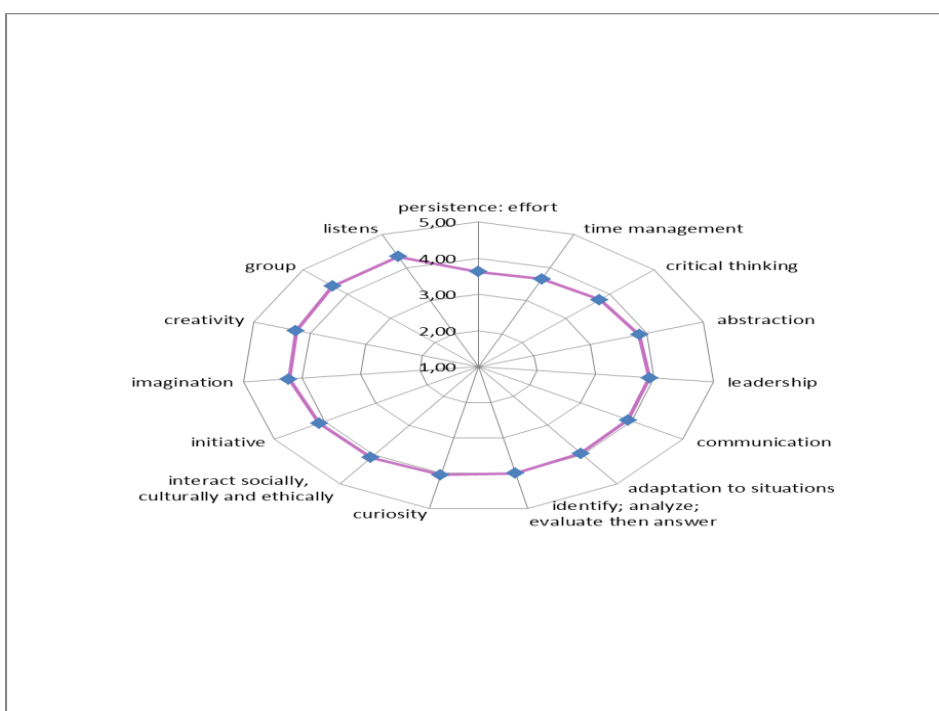 persistence: effort
5,00
listens
time management
group
4,00
critical thinking
3,00
creativity
abstraction
2,00
1,00
imagination
leadership
initiative
communication
interact socially,
culturally and ethically
adaptation to situations
curiosity
identify; analyze;
evaluate then answer